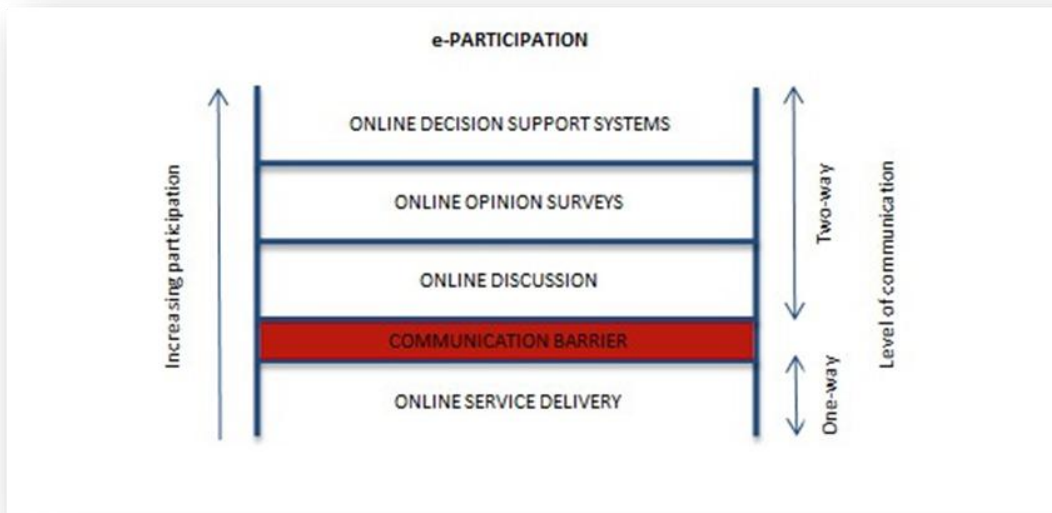 e-PARTICIPATION
ONLINE DECISION SUPPORT SYSTEMS
ONLINE OPINION SURVEYS
ONLINE DISCUSSION
COMMUNICATION BARRIER
ONLINE SERVICE DELIVERY
Increasing participation
Two-way
One-way
Level of communication